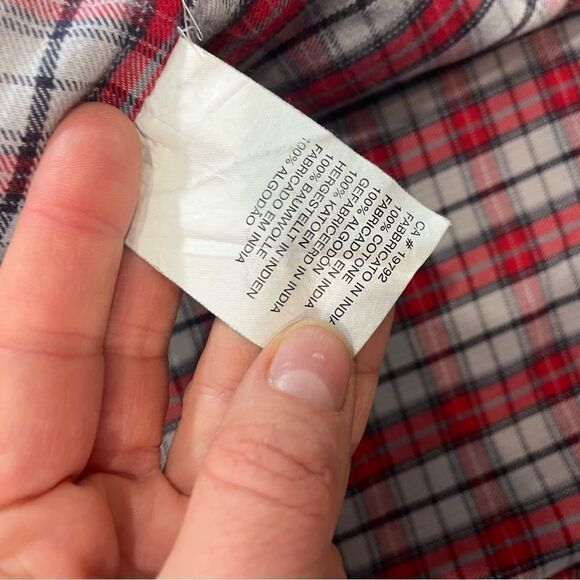 CA # 19792
FABBRICATO IN INDIA
100% COTONE
FABRICADO EN INDIA
100% ALGODÓN
GEFABRICEERD IN INDIA
100% KATOEN
HERGESTELLT IN INDIEN
100% BAUMWOLLE
FABRICADO EM INDIA
100% ALGODÃO